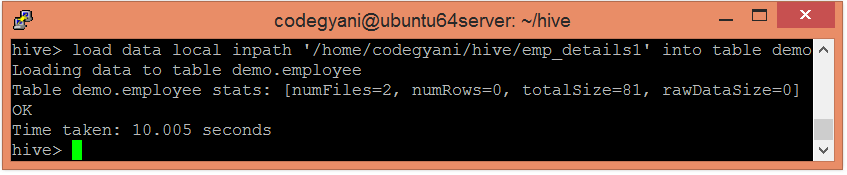 codegyani@ubuntu64server: ~/hive
hive> load data local inpath '/home/codegyani/hive/emp_details1' into table demo
Loading data to table demo.employee
Table demo.employee stats: [numFiles=2, numRows=0, totalSize=81, rawDataSize=0]
OK
Time taken: 10.005 seconds
hive>